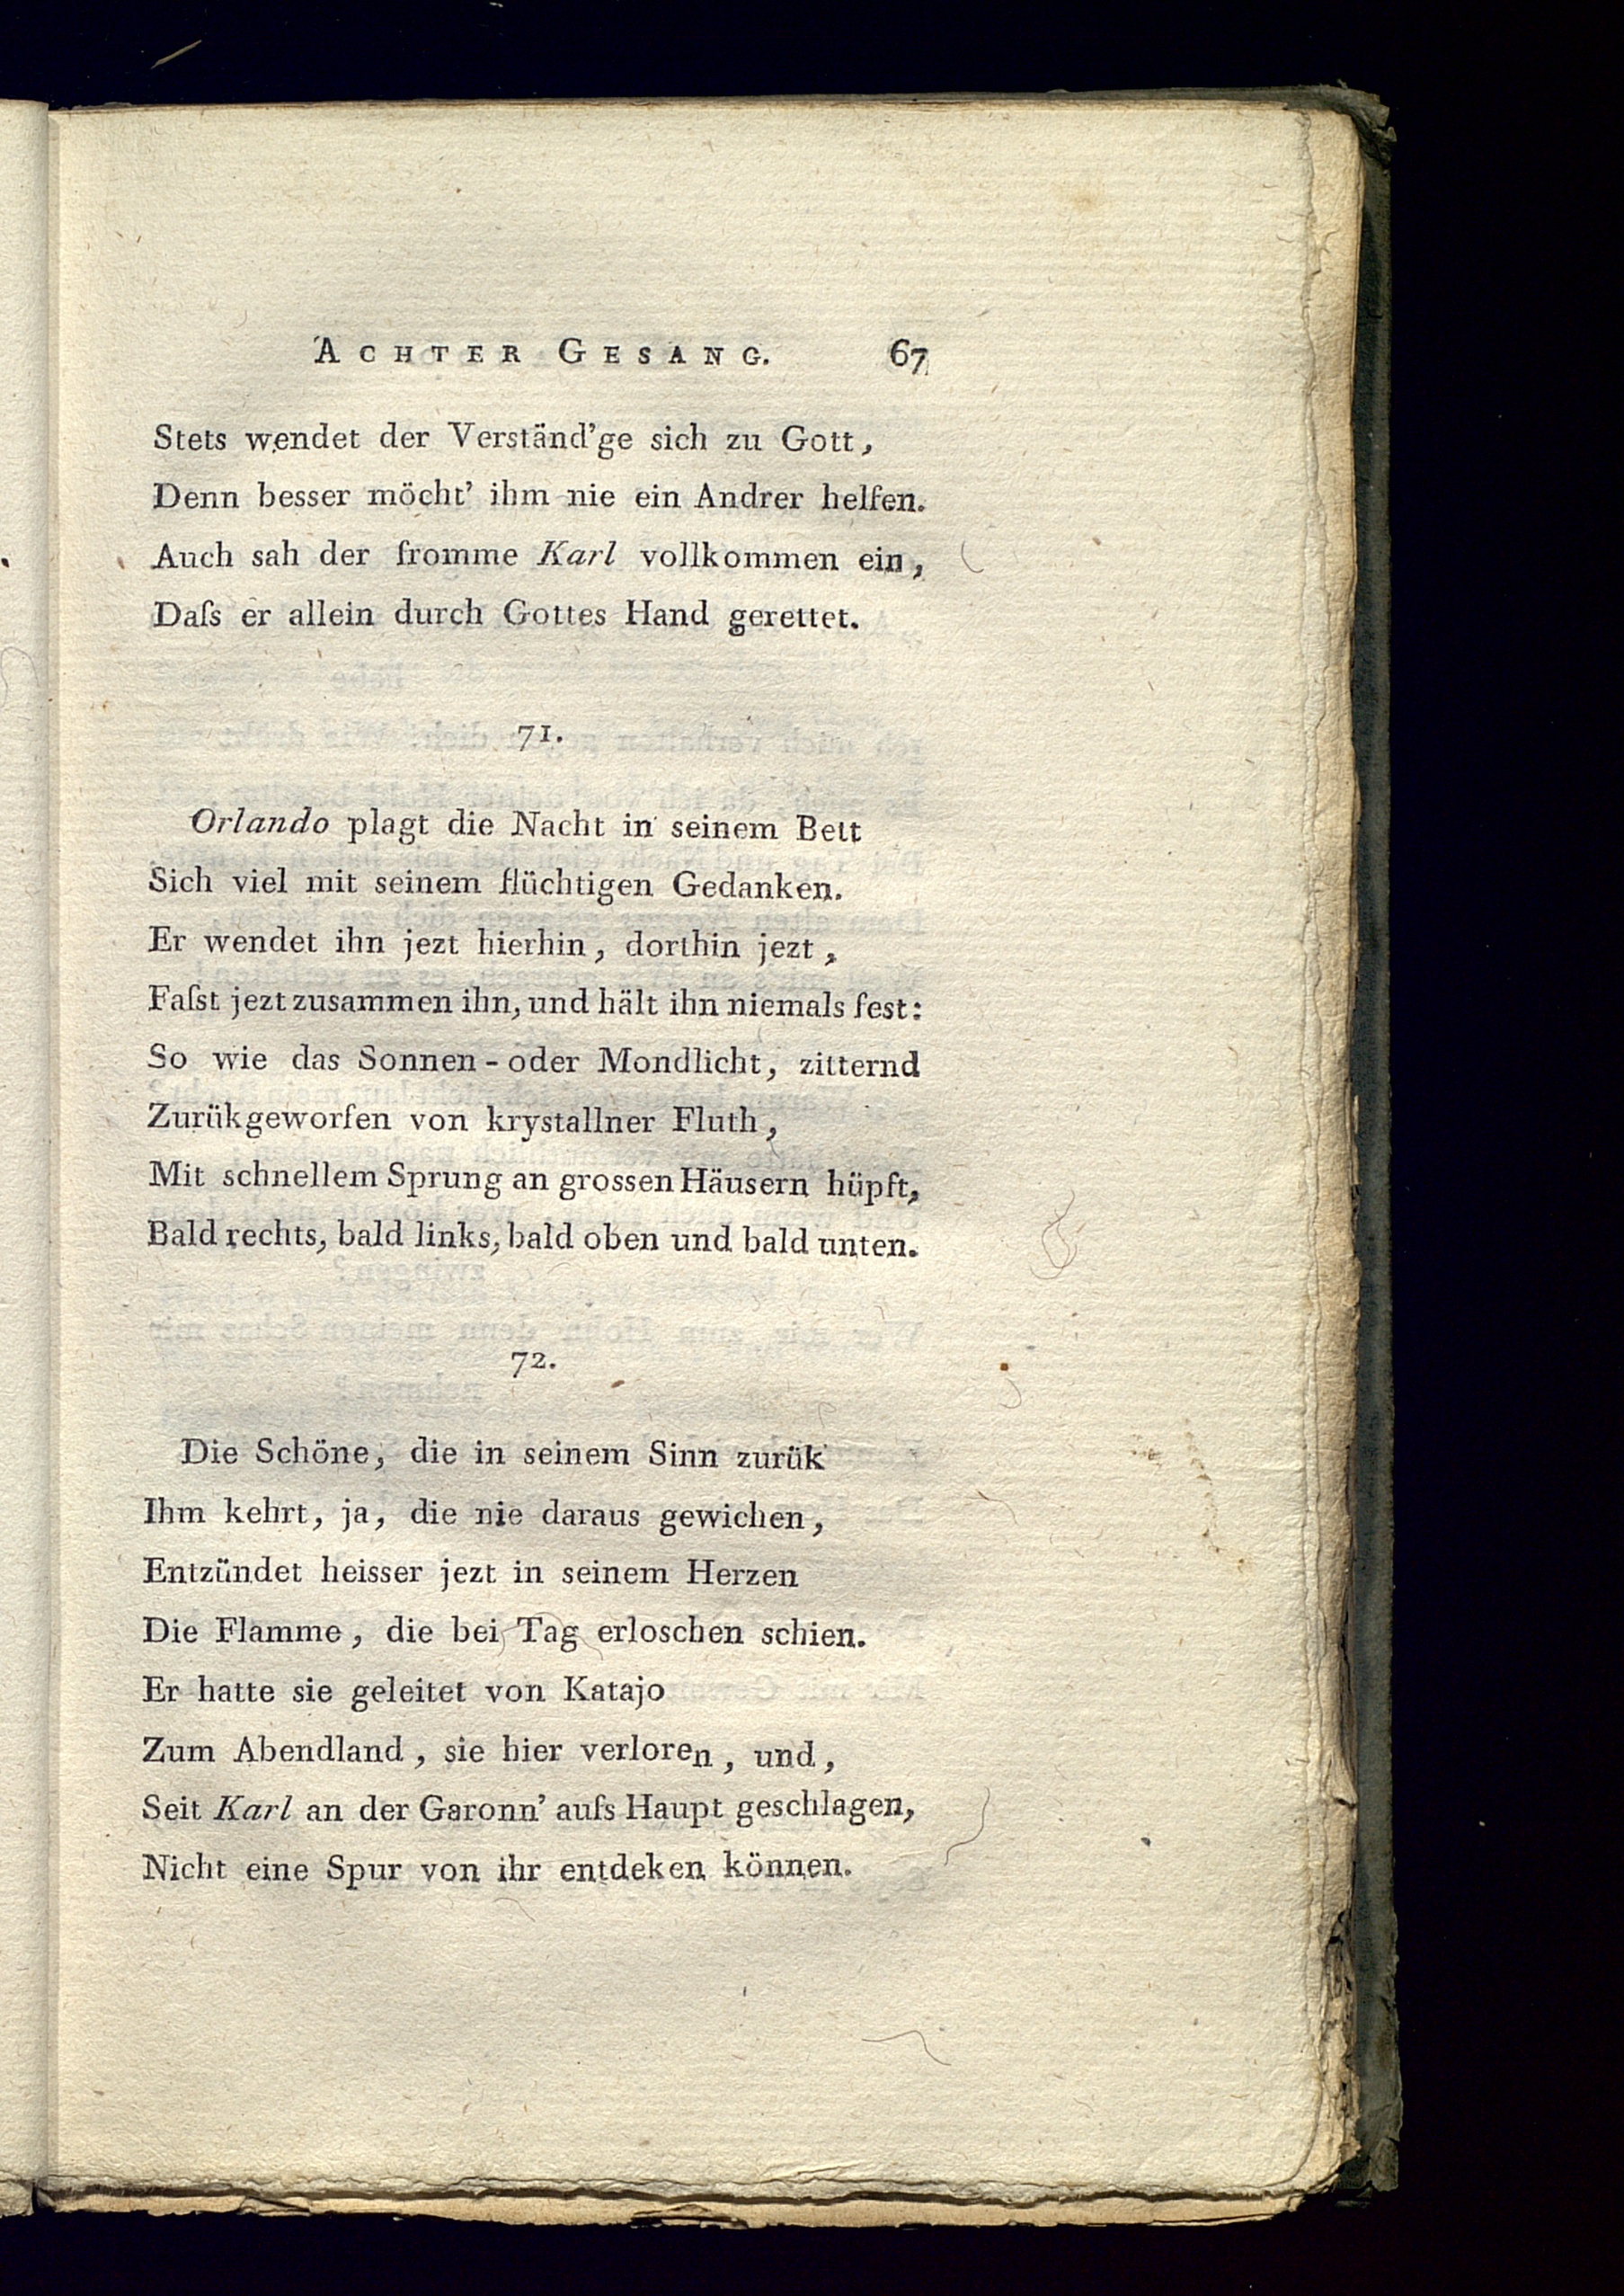 ACHTER GESANG. 67
Stets wendet der Verständ'ge sich zu Gott,
Denn besser möcht' ihm nie ein Andrer helfen.
Auch sah der fromme Karl vollkommen ein,
Daſs er allein durch Gottes Hand gerettet.
71.
Orlando plagt die Nacht in seinem Bett
Sich viel mit seinem flüchtigen Gedanken.
Er wendet ihn jezt hierhin, dorthin jezt,
Faſst jezt zusammen ihn, und hält ihn niemals fest:
So wie das Sonnen-oder Mondlicht, zitternd
Zurükgeworfen von krystallner Fluth,
Mit schnellem Sprung an grossen Häusern hüpft,
Bald rechts, bald links, bald oben und bald unten.
72.
Die Schöne, die in seinem Sinn zurük
Ihm kehrt, ja, die nie daraus gewichen,
Entzündet heisser jezt in seinem Herzen
Die Flamme, die bei Tag erloschen schien.
Er hatte sie geleitet von Katajo
Zum Abendland, sie hier verloren, und,
Seit Karl an der Garonn' aufs Haupt geschlagen,
Nicht eine Spur von ihr entdeken können.